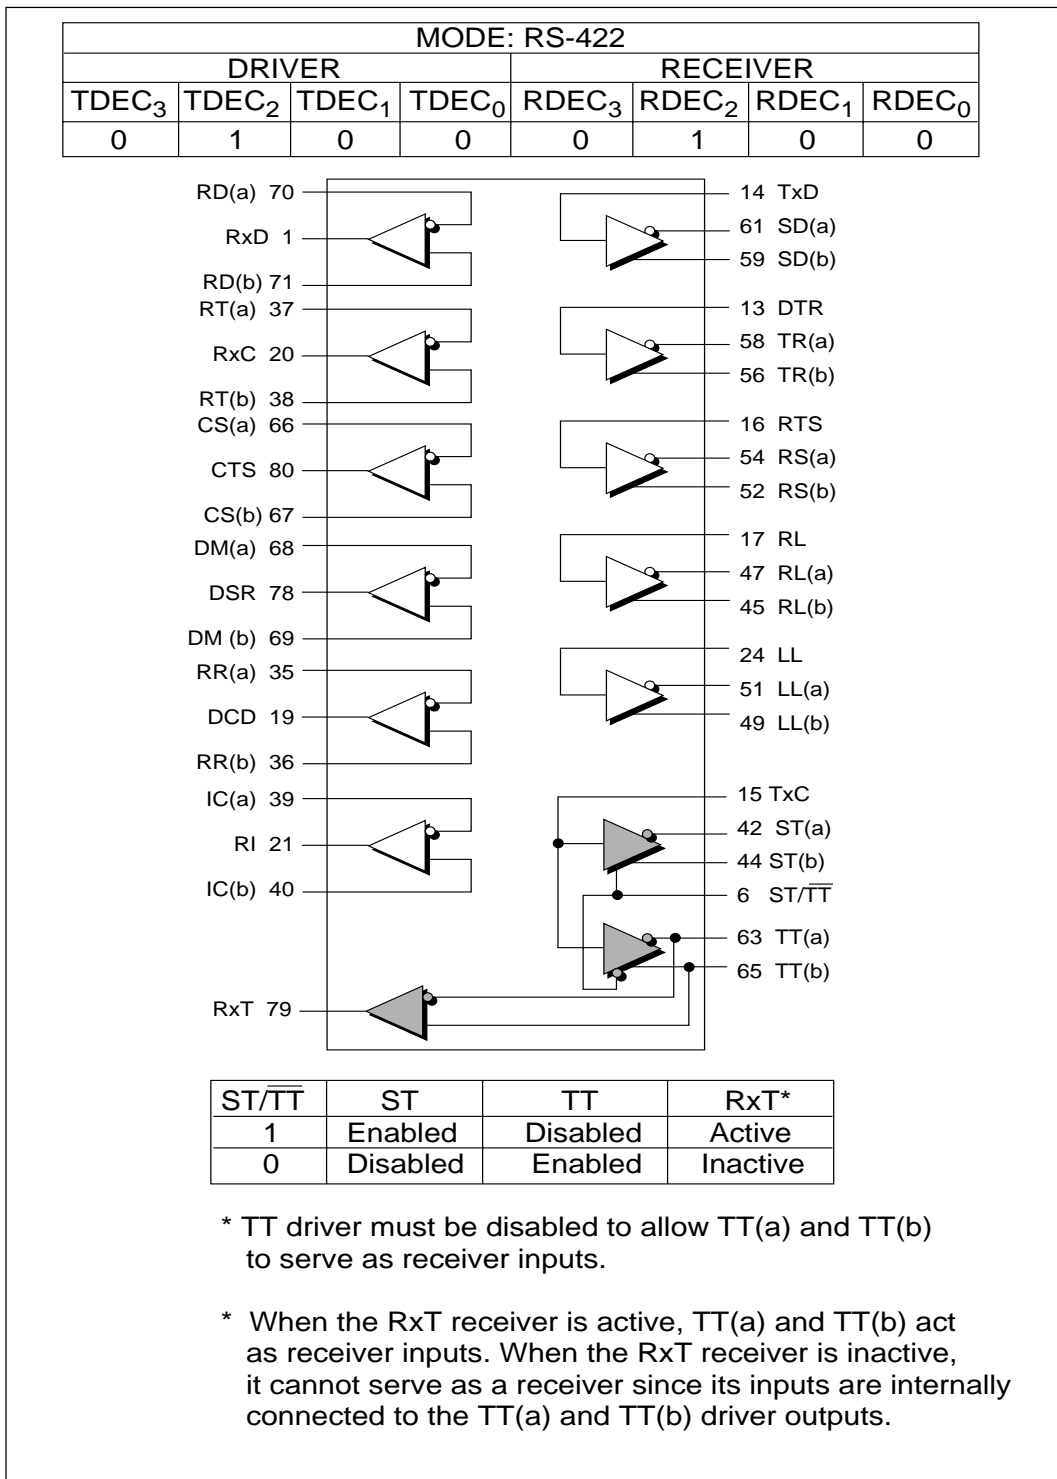 MODE: RS-422
DRIVER RECEIVER
TDEC3 TDEC2 TDEC1 TDEC0 RDEC3 RDEC2 RDEC1 RDEC0
0 1 0 0 0 1 0 0
RD(a) 70
RxD 1
RD(b) 71
RT(a) 37
RxC 20
RT(b) 38
CS(a) 66
CTS 80
CS(b) 67
DM(a) 68
DSR 78
DM (b) 69
RR(a) 35
DCD 19
RR(b) 36
IC(a) 39
RI 21
IC(b) 40
RxT 79
14 TxD
61 SD(a)
59 SD(b)
13 DTR
58 TR(a)
56 TR(b)
16 RTS
54 RS(a)
52 RS(b)
17 RL
47 RL(a)
45 RL(b)
24 LL
51 LL(a)
49 LL(b)
15 TxC
42 ST(a)
44 ST(b)
6 ST/T̅T̅
63 TT(a)
65 TT(b)
ST/T̅T̅ ST TT RxT*
1 Enabled Disabled Active
0 Disabled Enabled Inactive
* TT driver must be disabled to allow TT(a) and TT(b)
to serve as receiver inputs.
* When the RxT receiver is active, TT(a) and TT(b) act
as receiver inputs. When the RxT receiver is inactive,
it cannot serve as a receiver since its inputs are internally
connected to the TT(a) and TT(b) driver outputs.